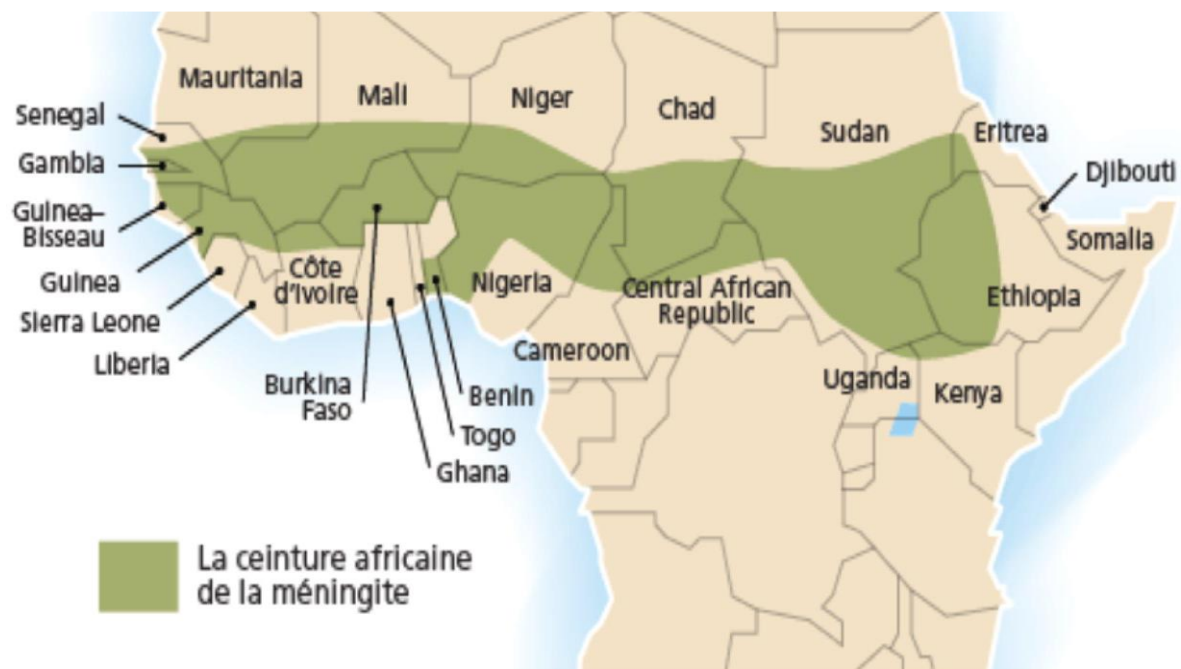 Mauritania
Mali
Niger
Chad
Sudan
Eritrea
Djibouti
Somalia
Ethiopia
Senegal
Gambia
Guinea–
Bisseau
Guinea
Sierra Leone
Liberia
Côte
d'Ivoire
Burkina
Faso
Nigeria
Benin
Togo
Ghana
Cameroon
Central African
Republic
Uganda
Kenya
La ceinture africaine
de la méningite